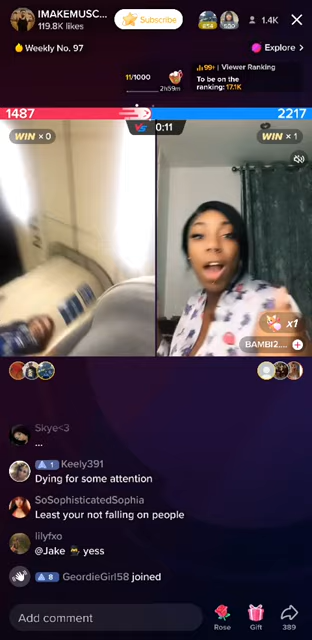 IMAKEMUSC...
119.8K likes
Subscribe
1.4K
Weekly No. 97
Explore >
11/1000
2h59m
99+ | Viewer Ranking
To be on the
ranking: 17.1K
1487
VS 0:11
2217
WIN × 0
WIN × 1
x1
BAMBI2....
Skye<3
...
1 Keely391
Dying for some attention
SoSophisticatedSophia
Least your not falling on people
lilyfxo
@Jake yess
8 GeordieGirl58 joined
Add comment
Rose
Gift
389